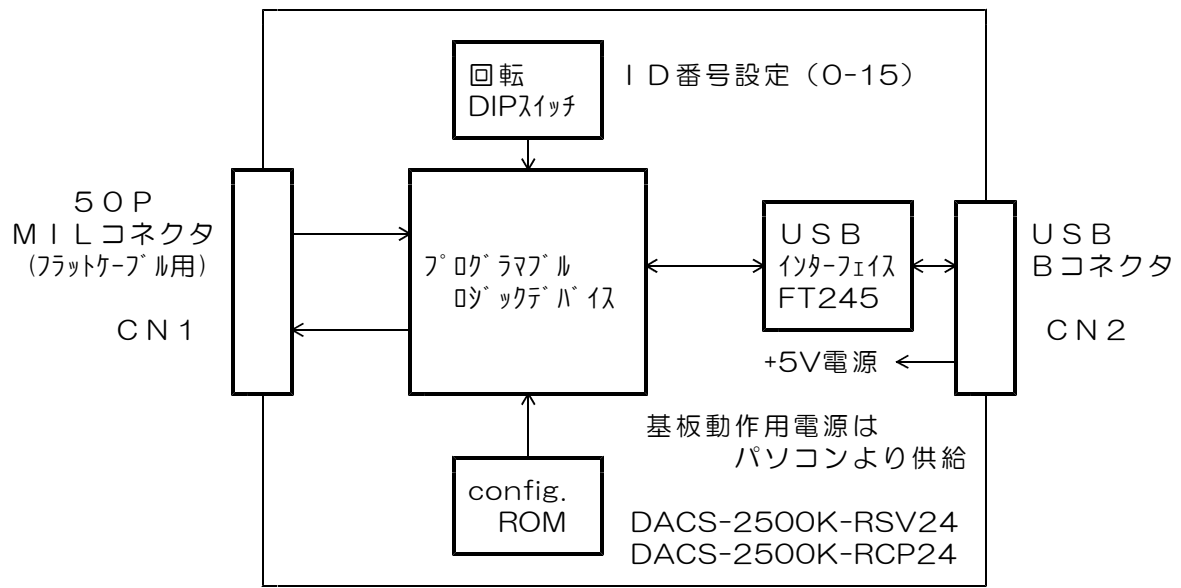 回転
DIPスイッチ
ID番号設定（0-15）
50P
MILコネクタ
(フラットケーブル用)
CN1
プログラマブル
ロジックデバイス
USB
インターフェイス
FT245
USB
Bコネクタ
CN2
+5V電源
基板動作用電源は
パソコンより供給
config.
ROM
DACS-2500K-RSV24
DACS-2500K-RCP24